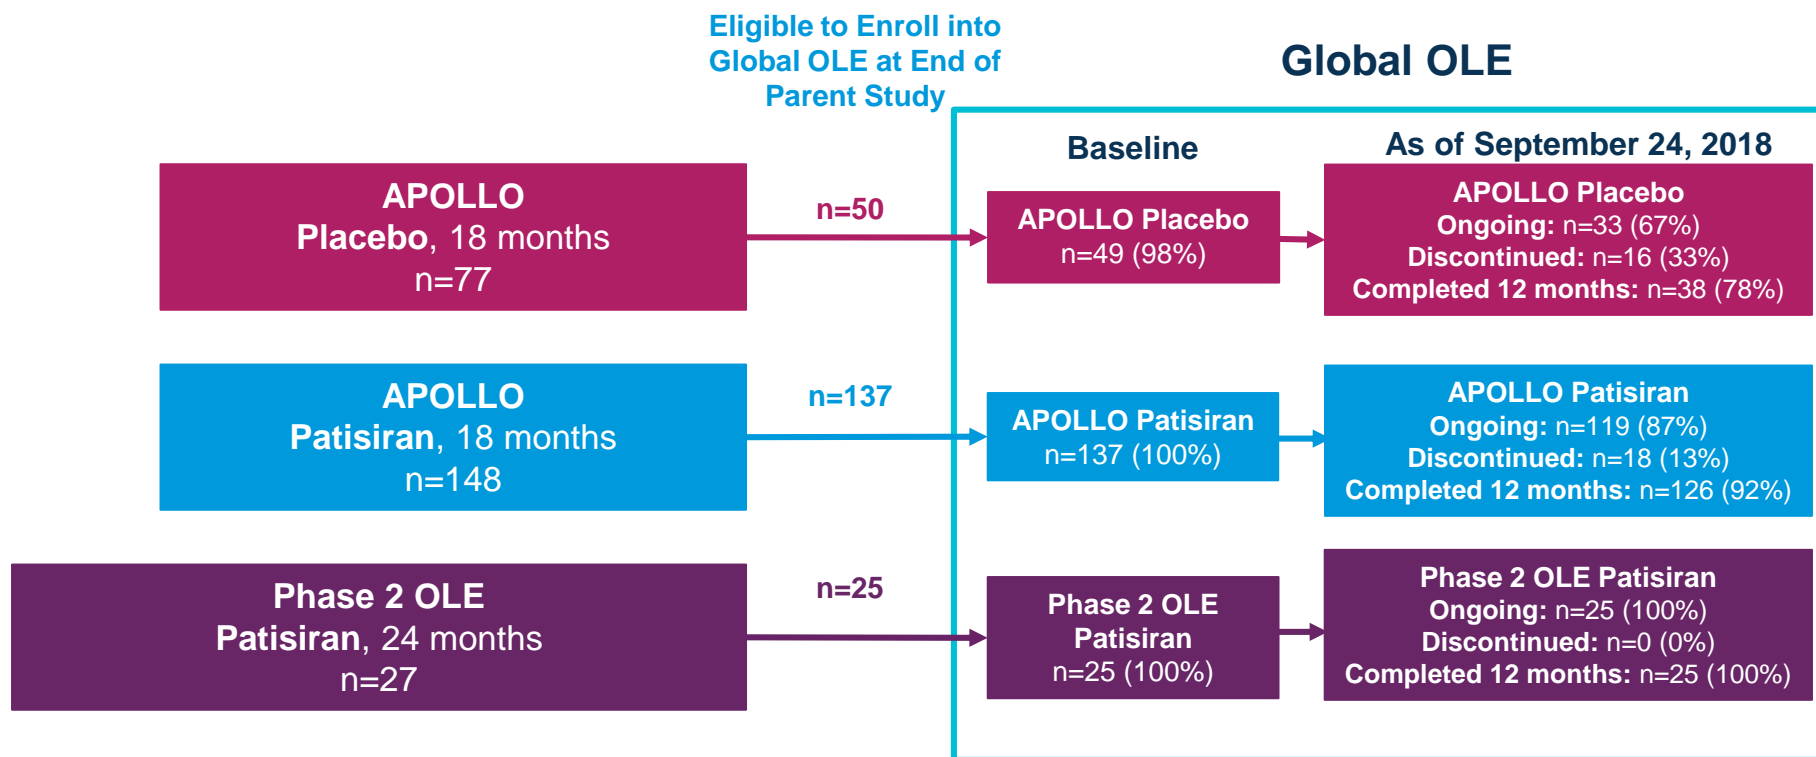 Eligible to Enroll into
Global OLE at End of
Parent Study
Global OLE
Baseline
As of September 24, 2018
APOLLO
Placebo, 18 months
n=77
n=50
APOLLO Placebo
n=49 (98%)
APOLLO Placebo
Ongoing: n=33 (67%)
Discontinued: n=16 (33%)
Completed 12 months: n=38 (78%)
APOLLO
Patisiran, 18 months
n=148
n=137
APOLLO Patisiran
n=137 (100%)
APOLLO Patisiran
Ongoing: n=119 (87%)
Discontinued: n=18 (13%)
Completed 12 months: n=126 (92%)
Phase 2 OLE
Patisiran, 24 months
n=27
n=25
Phase 2 OLE
Patisiran
n=25 (100%)
Phase 2 OLE Patisiran
Ongoing: n=25 (100%)
Discontinued: n=0 (0%)
Completed 12 months: n=25 (100%)